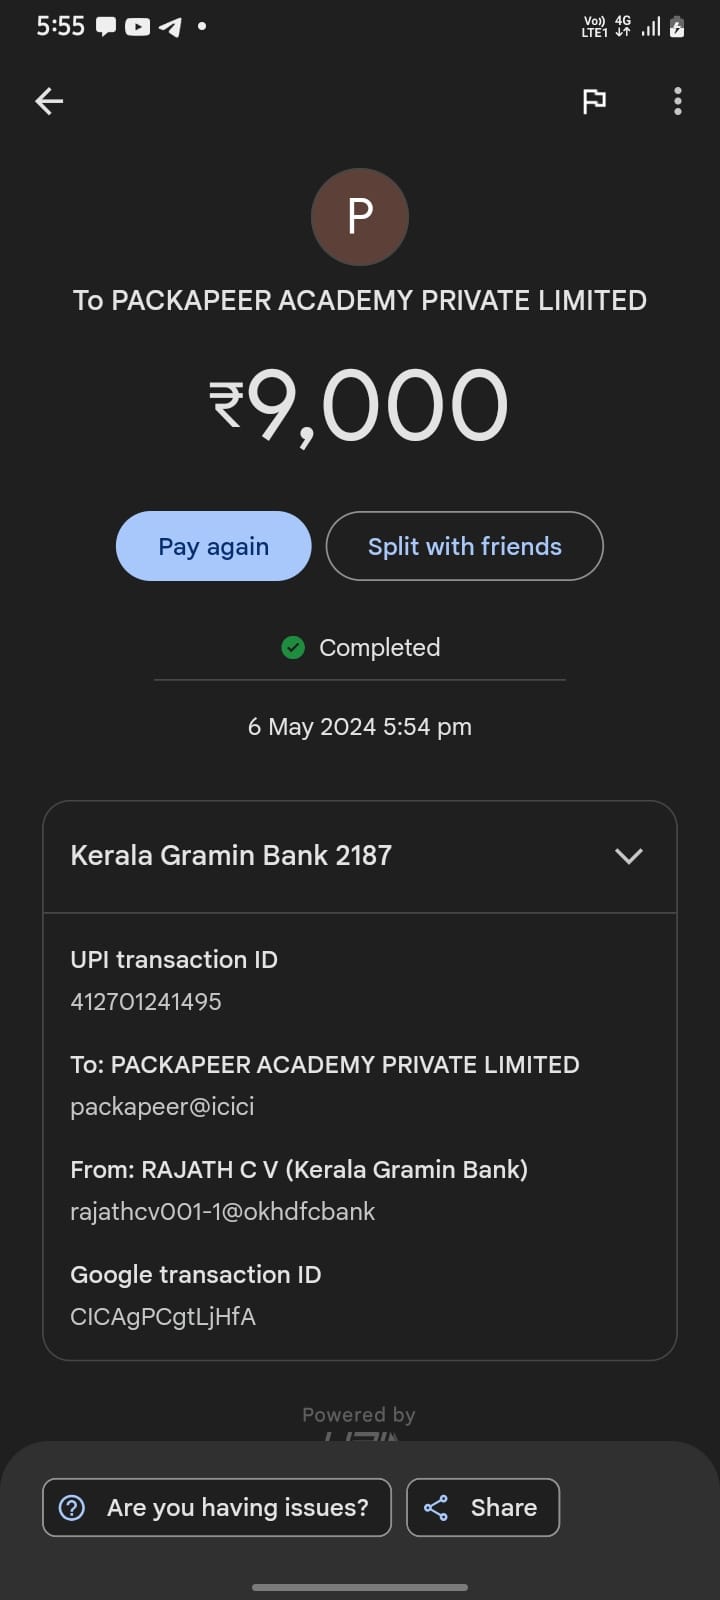 5:55
Vo)) 4G
LTE1
P
To PACKAPEER ACADEMY PRIVATE LIMITED
₹9,000
Pay again
Split with friends
Completed
6 May 2024 5:54 pm
Kerala Gramin Bank 2187
UPI transaction ID
412701241495
To: PACKAPEER ACADEMY PRIVATE LIMITED
packapeer@icici
From: RAJATH C V (Kerala Gramin Bank)
rajathcv001-1@okhdfcbank
Google transaction ID
CICAgPCgtLjHfA
Powered by
Are you having issues?
Share